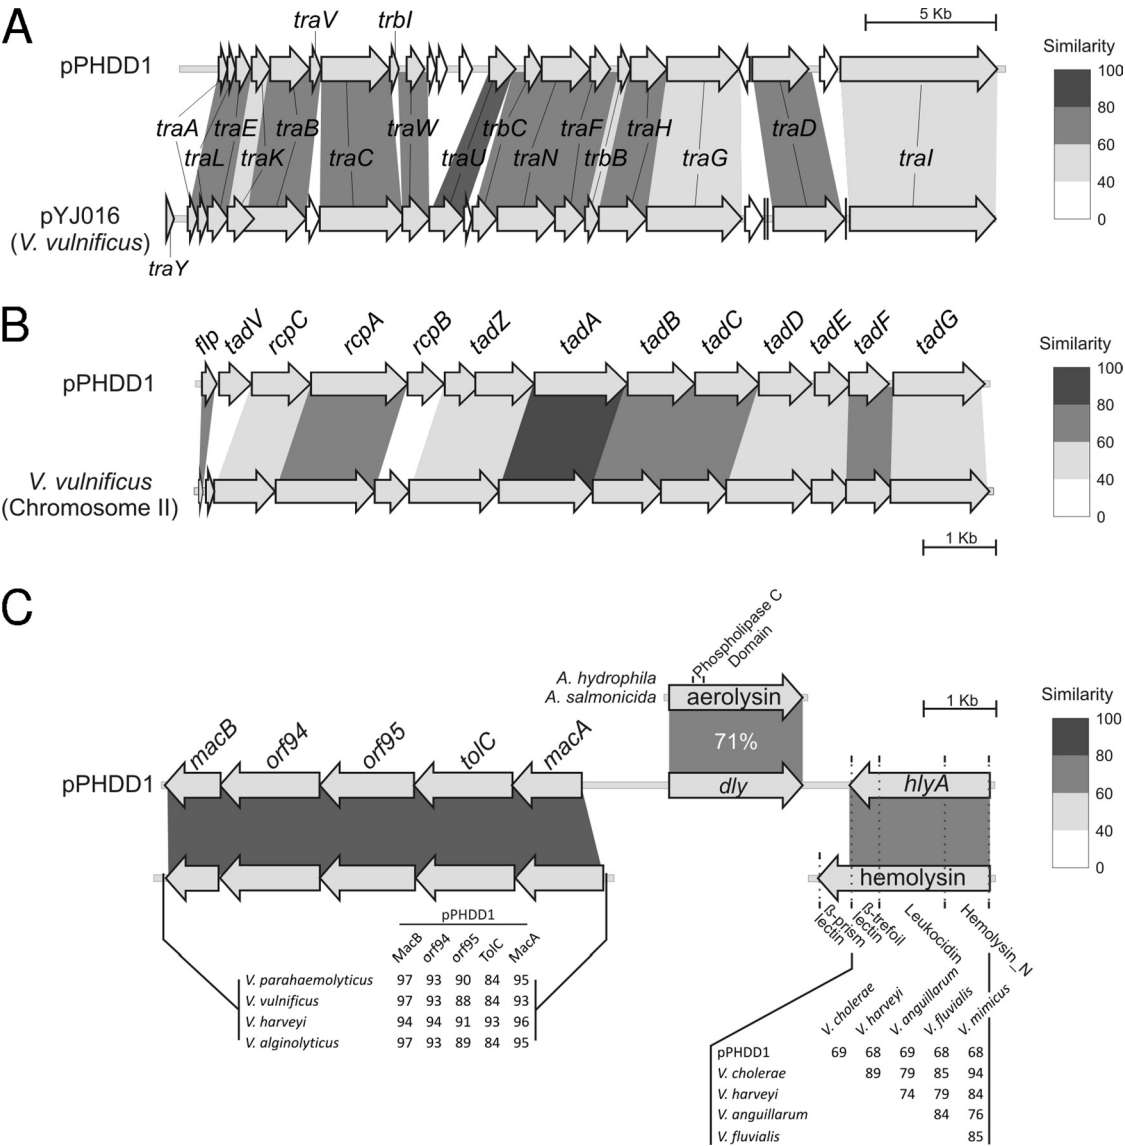 A
traV
trbI
5 Kb
pPHDD1
Similarity
100
80
60
40
0
traA
traE
traB
traW
trbC
traF
traH
traD
traL
traK
traC
traU
traN
trbB
traG
traI
pYJ016
(V. vulnificus)
traY
B
flp
tadV
rcpC
rcpA
rcpB
tadZ
tadA
tadB
tadC
tadD
tadE
tadF
tadG
pPHDD1
Similarity
100
80
60
40
0
V. vulnificus
(Chromosome II)
1 Kb
C
Phospholipase C
Domain
A. hydrophila
A. salmonicida
aerolysin
1 Kb
Similarity
100
80
60
40
0
macB
orf94
orf95
tolC
macA
71%
pPHDD1
dly
hlyA
hemolysin
ß-prism
lectin
ß-trefoil
lectin
Leukocidin
Hemolysin_N
pPHDD1
MacB orf94 orf95 TolC MacA
V. parahaemolyticus 97 93 90 84 95
V. vulnificus 97 93 88 84 93
V. harveyi 94 94 91 93 96
V. alginolyticus 97 93 89 84 95
V. cholerae V. harveyi V. anguillarum V. fluvialis V. mimicus
pPHDD1 69 68 69 68 68
V. cholerae 89 79 85 94
V. harveyi 74 79 84
V. anguillarum 84 76
V. fluvialis 85